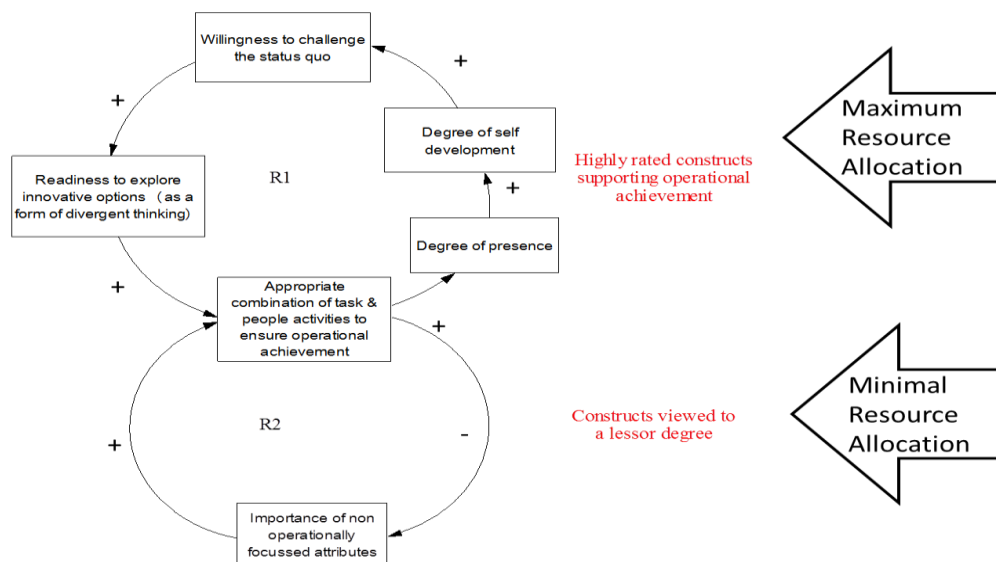 Willingness to challenge
the status quo
+
+
Degree of self
development
Maximum
Resource
Allocation
Highly rated constructs
supporting operational
achievement
Readiness to explore
innovative options （as a
form of divergent thinking）
R1
+
Degree of presence
+
Appropriate
combination of task &
people activities to
ensure operational
achievement
+
Minimal
Resource
Allocation
Constructs viewed to
a lessor degree
R2
+
-
Importance of non
operationally
focussed attributes